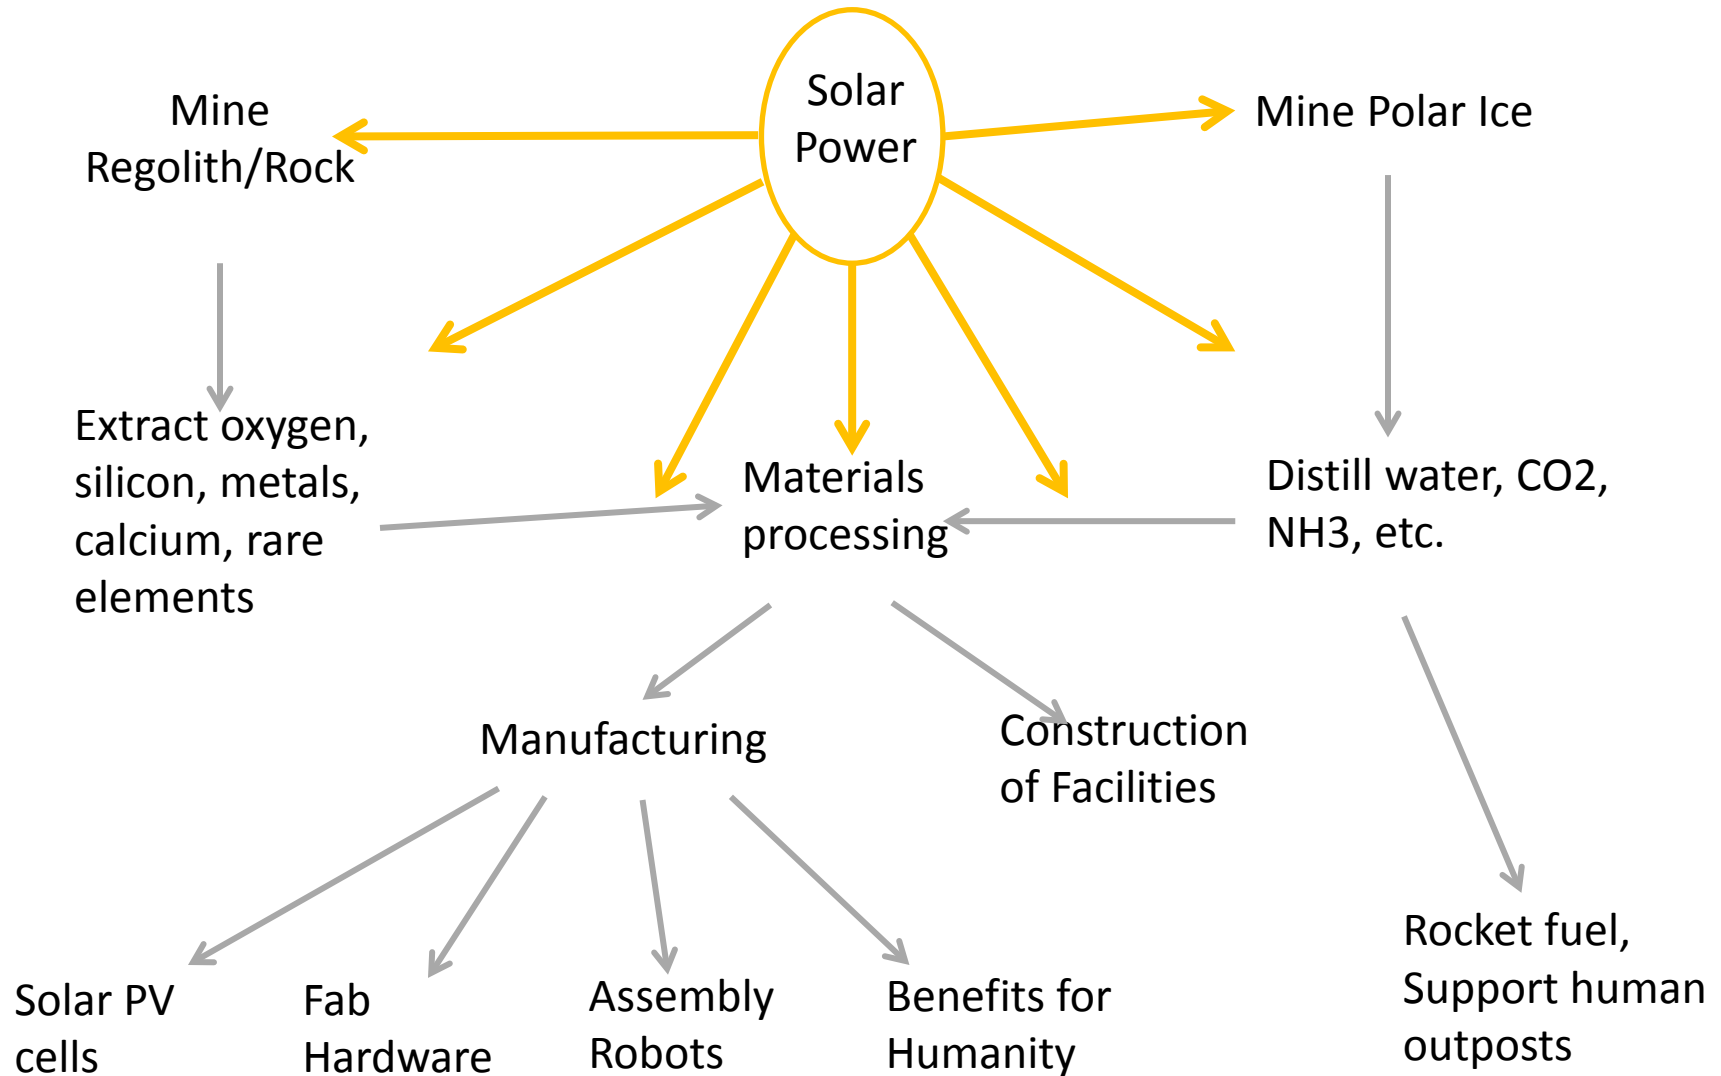 Solar
Power
Mine
Regolith/Rock
Mine Polar Ice
Extract oxygen,
silicon, metals,
calcium, rare
elements
Materials
processing
Distill water, CO2,
NH3, etc.
Manufacturing
Construction
of Facilities
Solar PV
cells
Fab
Hardware
Assembly
Robots
Benefits for
Humanity
Rocket fuel,
Support human
outposts